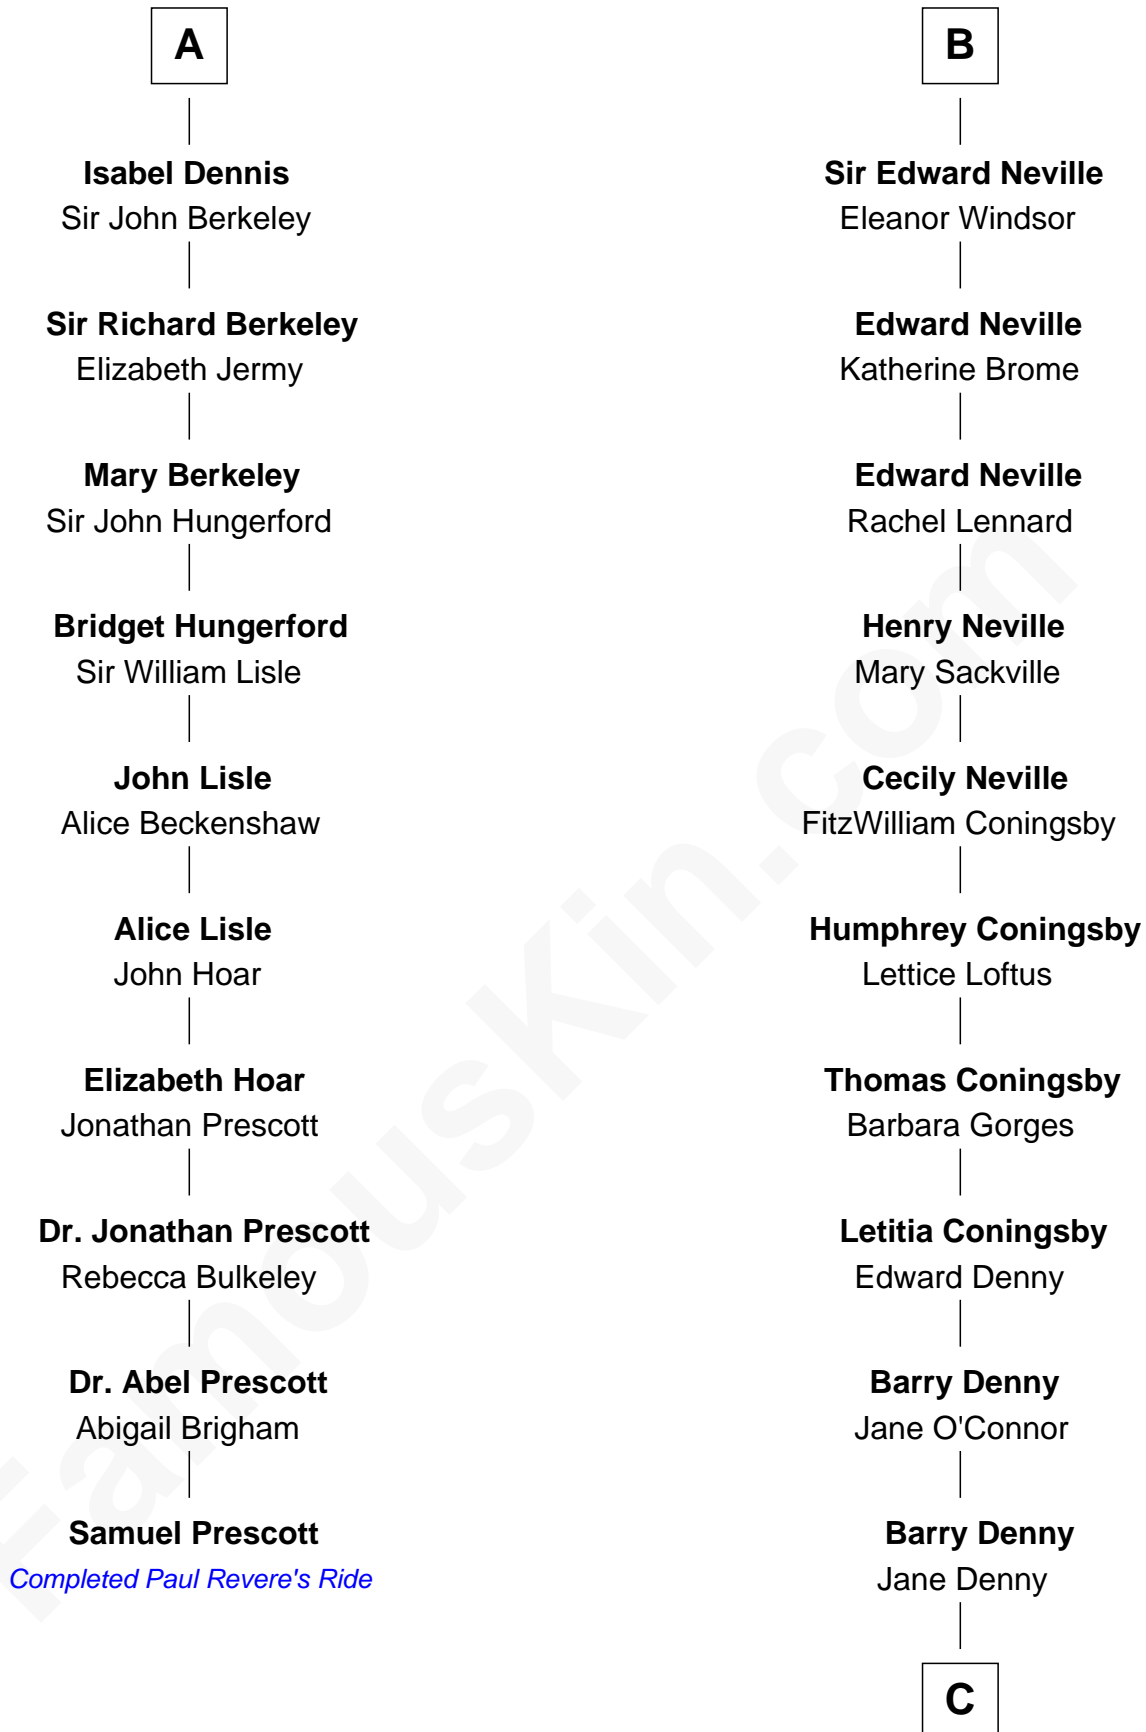 A
Isabel Dennis
Sir John Berkeley
Sir Richard Berkeley
Elizabeth Jermy
Mary Berkeley
Sir John Hungerford
Bridget Hungerford
Sir William Lisle
John Lisle
Alice Beckenshaw
Alice Lisle
John Hoar
Elizabeth Hoar
Jonathan Prescott
Dr. Jonathan Prescott
Rebecca Bulkeley
Dr. Abel Prescott
Abigail Brigham
Samuel Prescott
Completed Paul Revere's Ride
B
Sir Edward Neville
Eleanor Windsor
Edward Neville
Katherine Brome
Edward Neville
Rachel Lennard
Henry Neville
Mary Sackville
Cecily Neville
FitzWilliam Coningsby
Humphrey Coningsby
Lettice Loftus
Thomas Coningsby
Barbara Gorges
Letitia Coningsby
Edward Denny
Barry Denny
Jane O'Connor
Barry Denny
Jane Denny
C
FamousKin.com